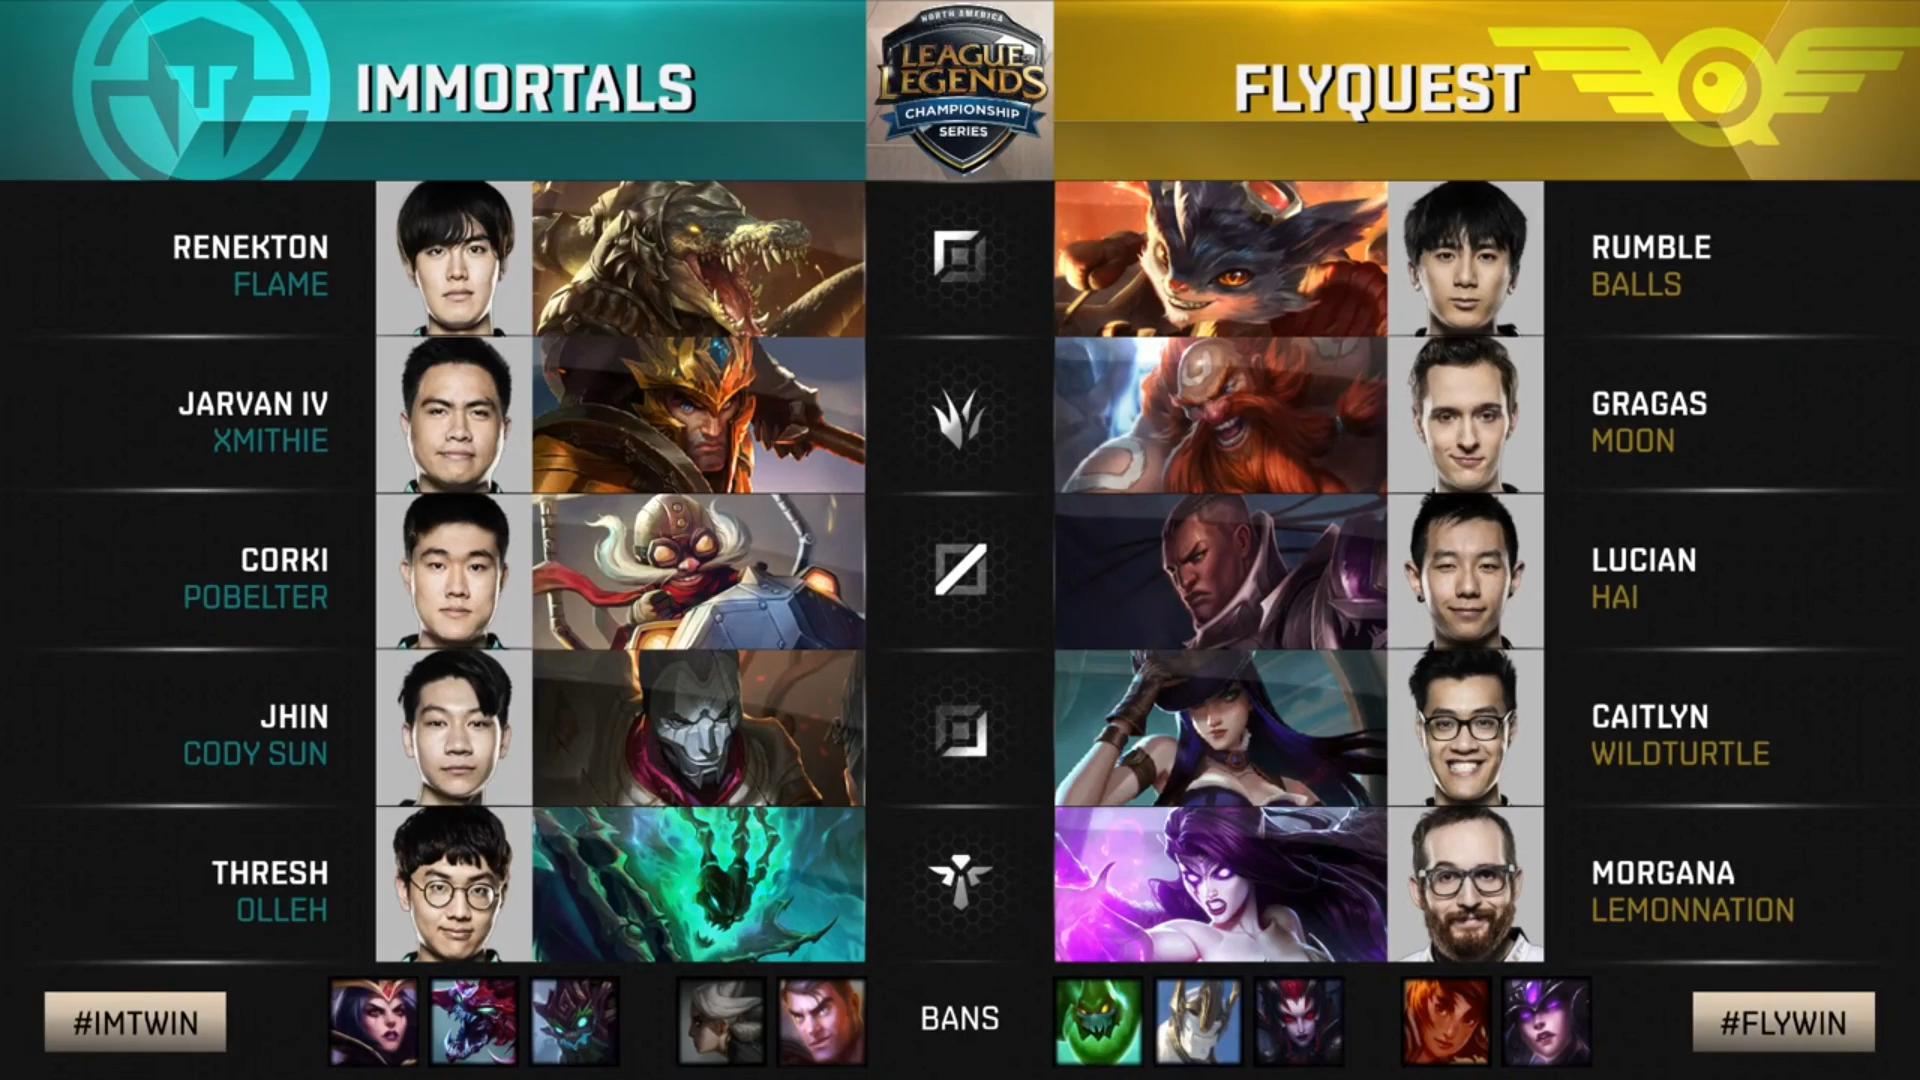 IMMORTALS
NORTH AMERICA
LEAGUE OF
LEGENDS
CHAMPIONSHIP
SERIES
FLYQUEST
RENEKTON
FLAME
RUMBLE
BALLS
JARVAN IV
XMITHIE
GRAGAS
MOON
CORKI
POBELTER
LUCIAN
HAI
JHIN
CODY SUN
CAITLYN
WILDTURTLE
THRESH
OLLEH
MORGANA
LEMONNATION
#IMTWIN
BANS
#FLYWIN